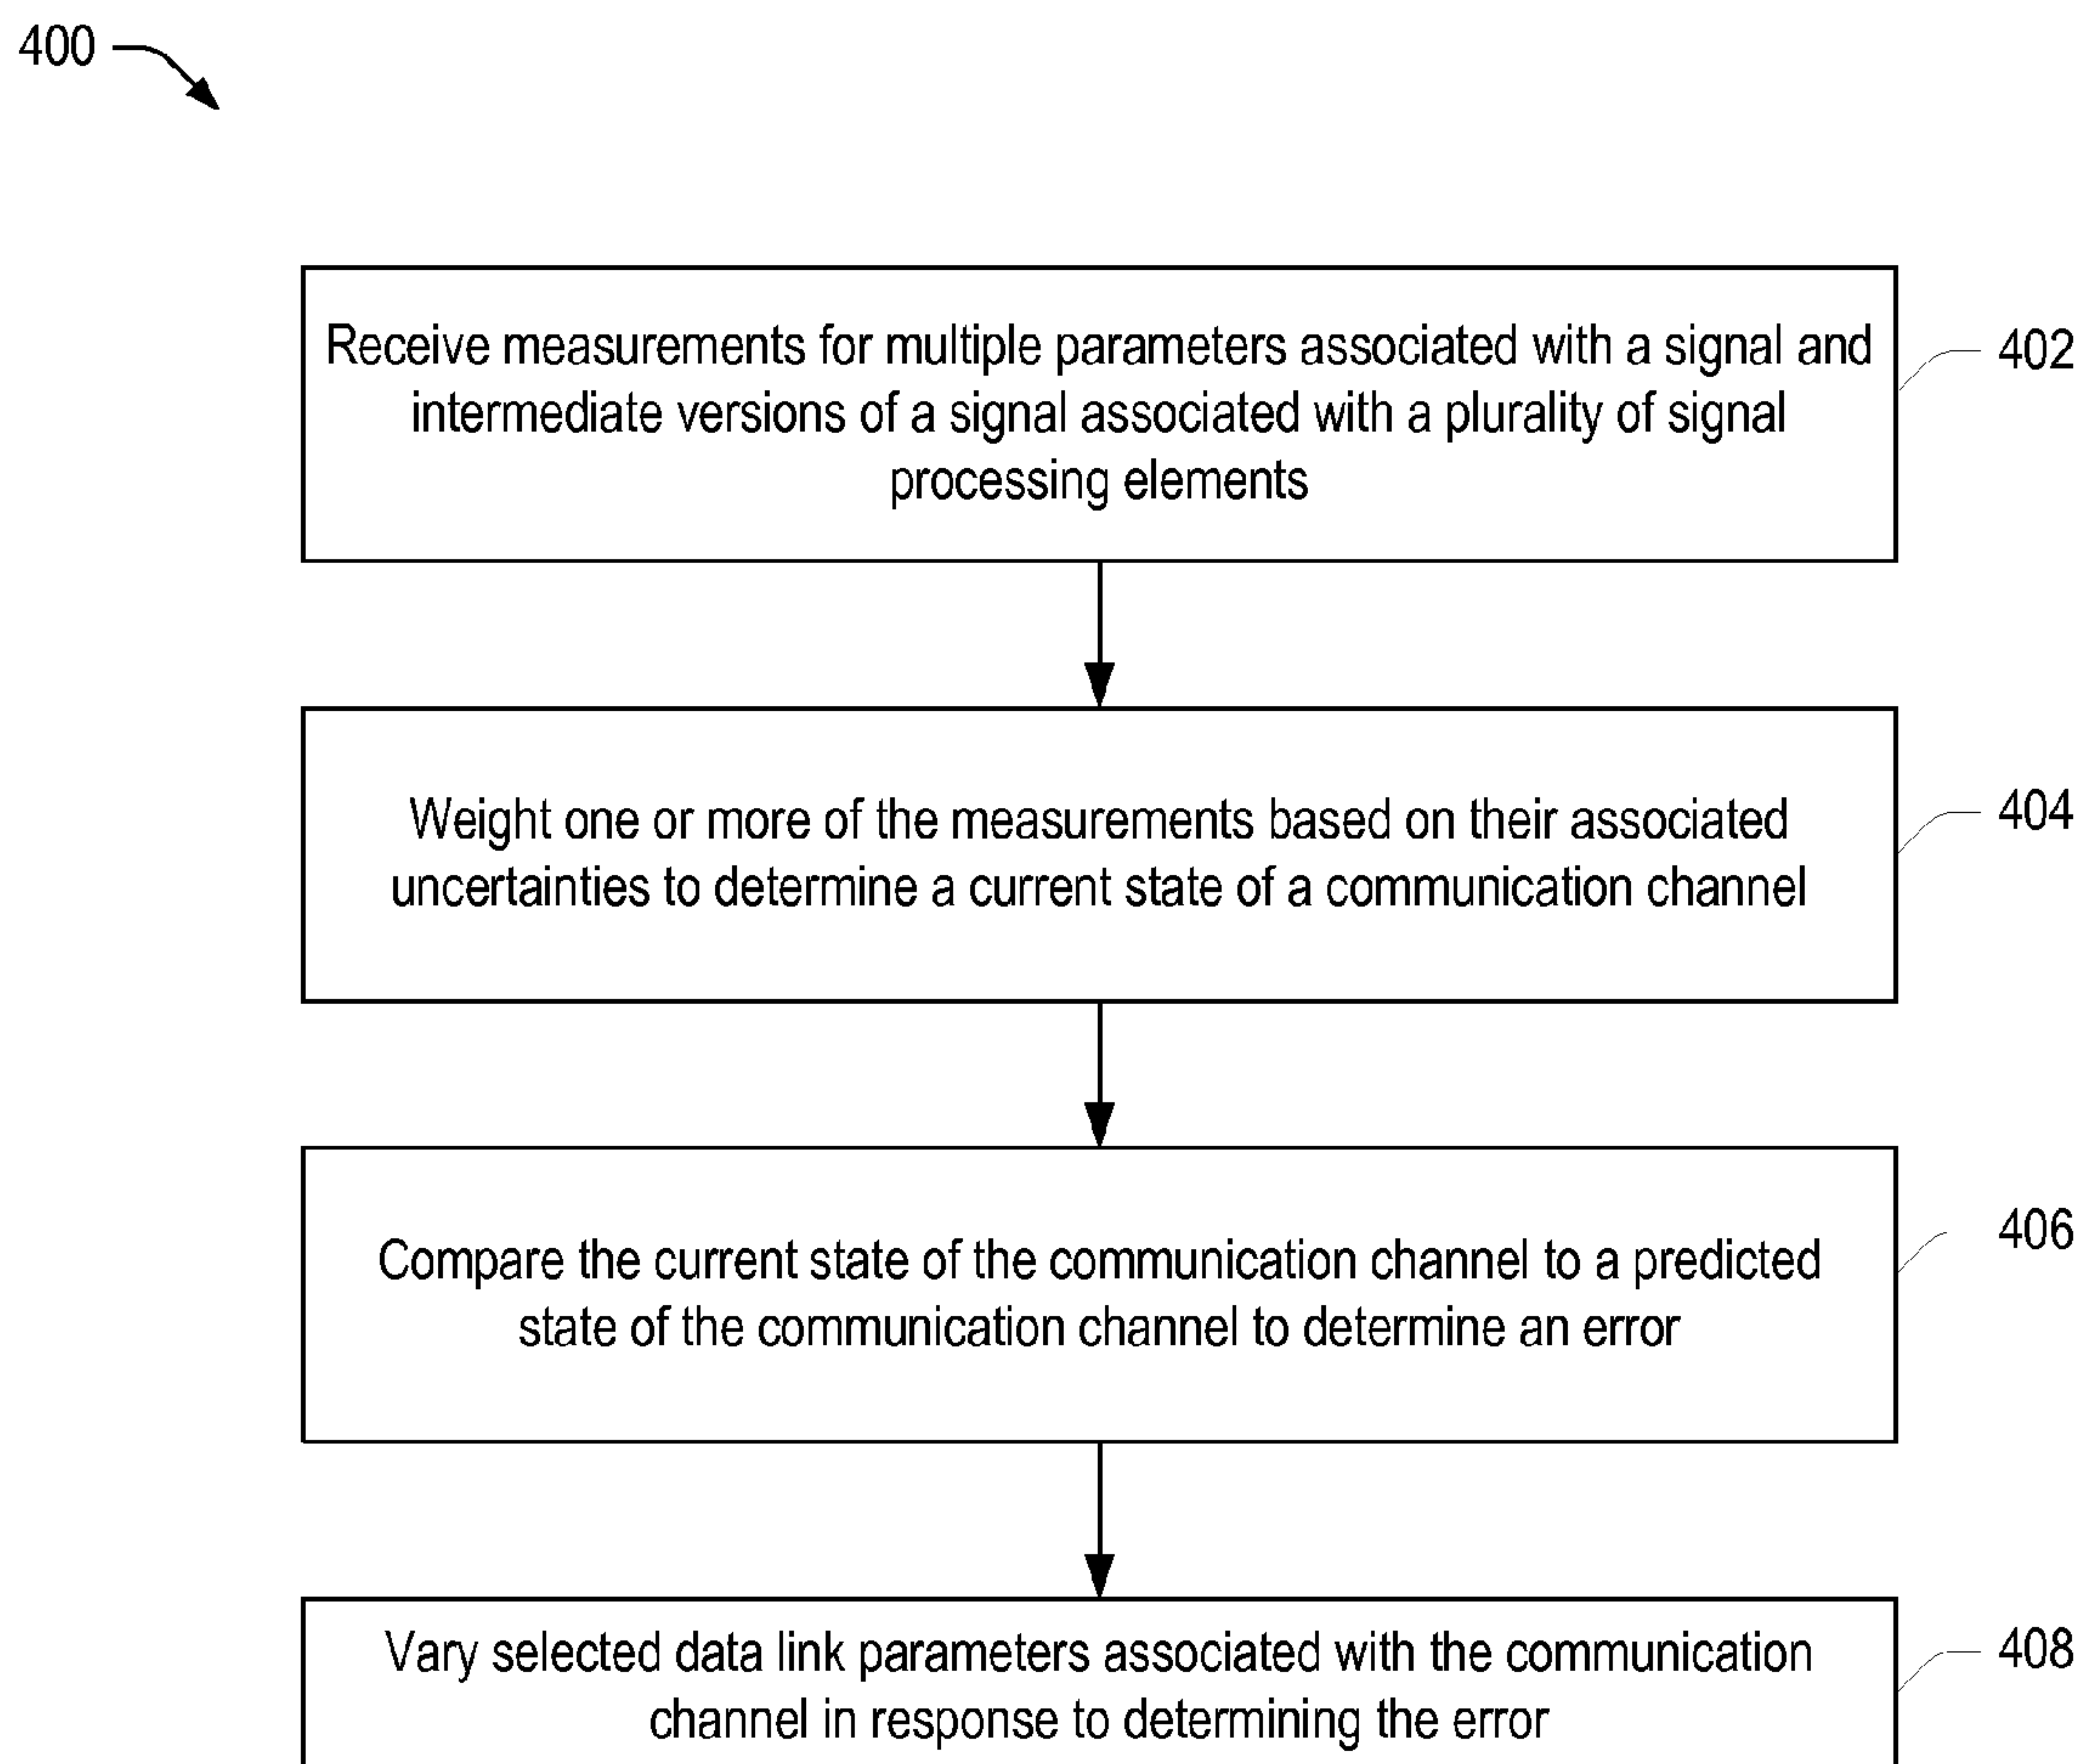 400
Receive measurements for multiple parameters associated with a signal and
intermediate versions of a signal associated with a plurality of signal
processing elements
402
Weight one or more of the measurements based on their associated
uncertainties to determine a current state of a communication channel
404
Compare the current state of the communication channel to a predicted
state of the communication channel to determine an error
406
Vary selected data link parameters associated with the communication
channel in response to determining the error
408